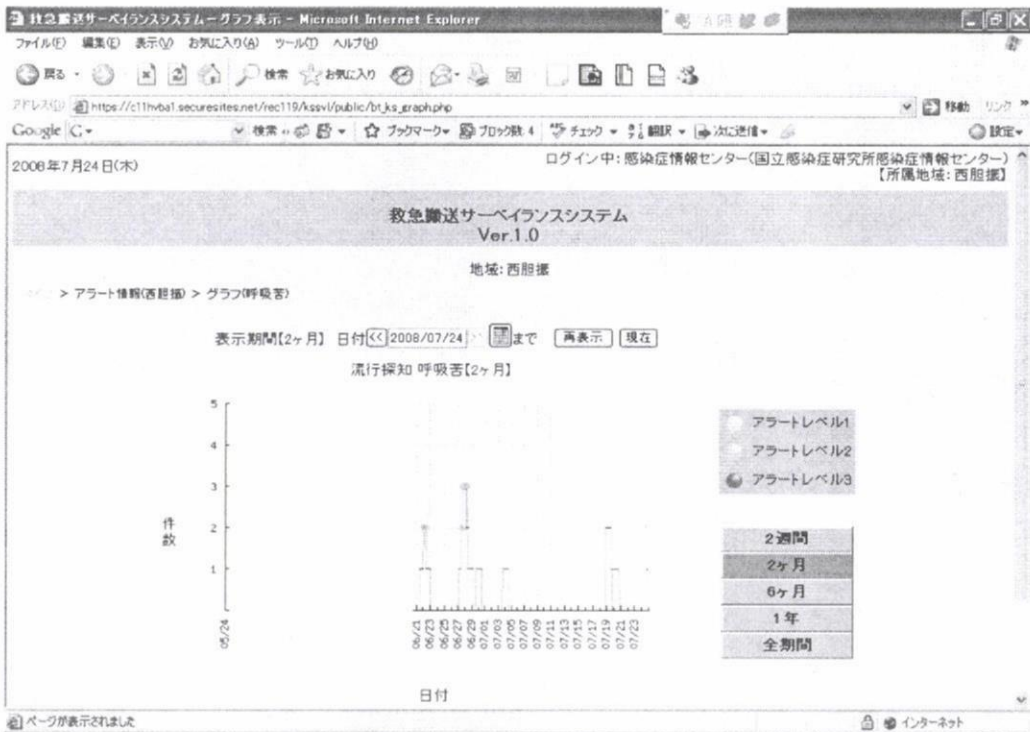 救急搬送サーベイランスシステムーグラフ表示 - Microsoft Internet Explorer
ファイル(F) 編集(E) 表示(V) お気に入り(A) ツール(T) ヘルプ(H)
戻る 検索 お気に入り
アドレス(D) https://c11hvba1.securesites.net/rec119/kssvl/public/bt_ks_graph.php 移動 リンク »
Google G 検索 ブックマーク ブロック数 4 チェック 翻訳 次に送信 設定
2008年7月24日(木)
ログイン中: 感染症情報センター(国立感染症研究所感染症情報センター)
【所属地域: 西胆振】
救急搬送サーベイランスシステム
Ver.1.0
地域: 西胆振
> アラート情報(西胆振) > グラフ(呼吸苦)
表示期間【2ヶ月】 日付 << 2008/07/24 まで 再表示 現在
流行探知 呼吸苦【2ヶ月】
アラートレベル1
アラートレベル2
アラートレベル3
5
4
3
2
1
件数
2週間
2ヶ月
6ヶ月
1年
全期間
05/24 06/21 06/23 06/25 06/27 06/29 07/01 07/03 07/05 07/07 07/09 07/11 07/13 07/15 07/17 07/19 07/21 07/23
日付
ページが表示されました インターネット